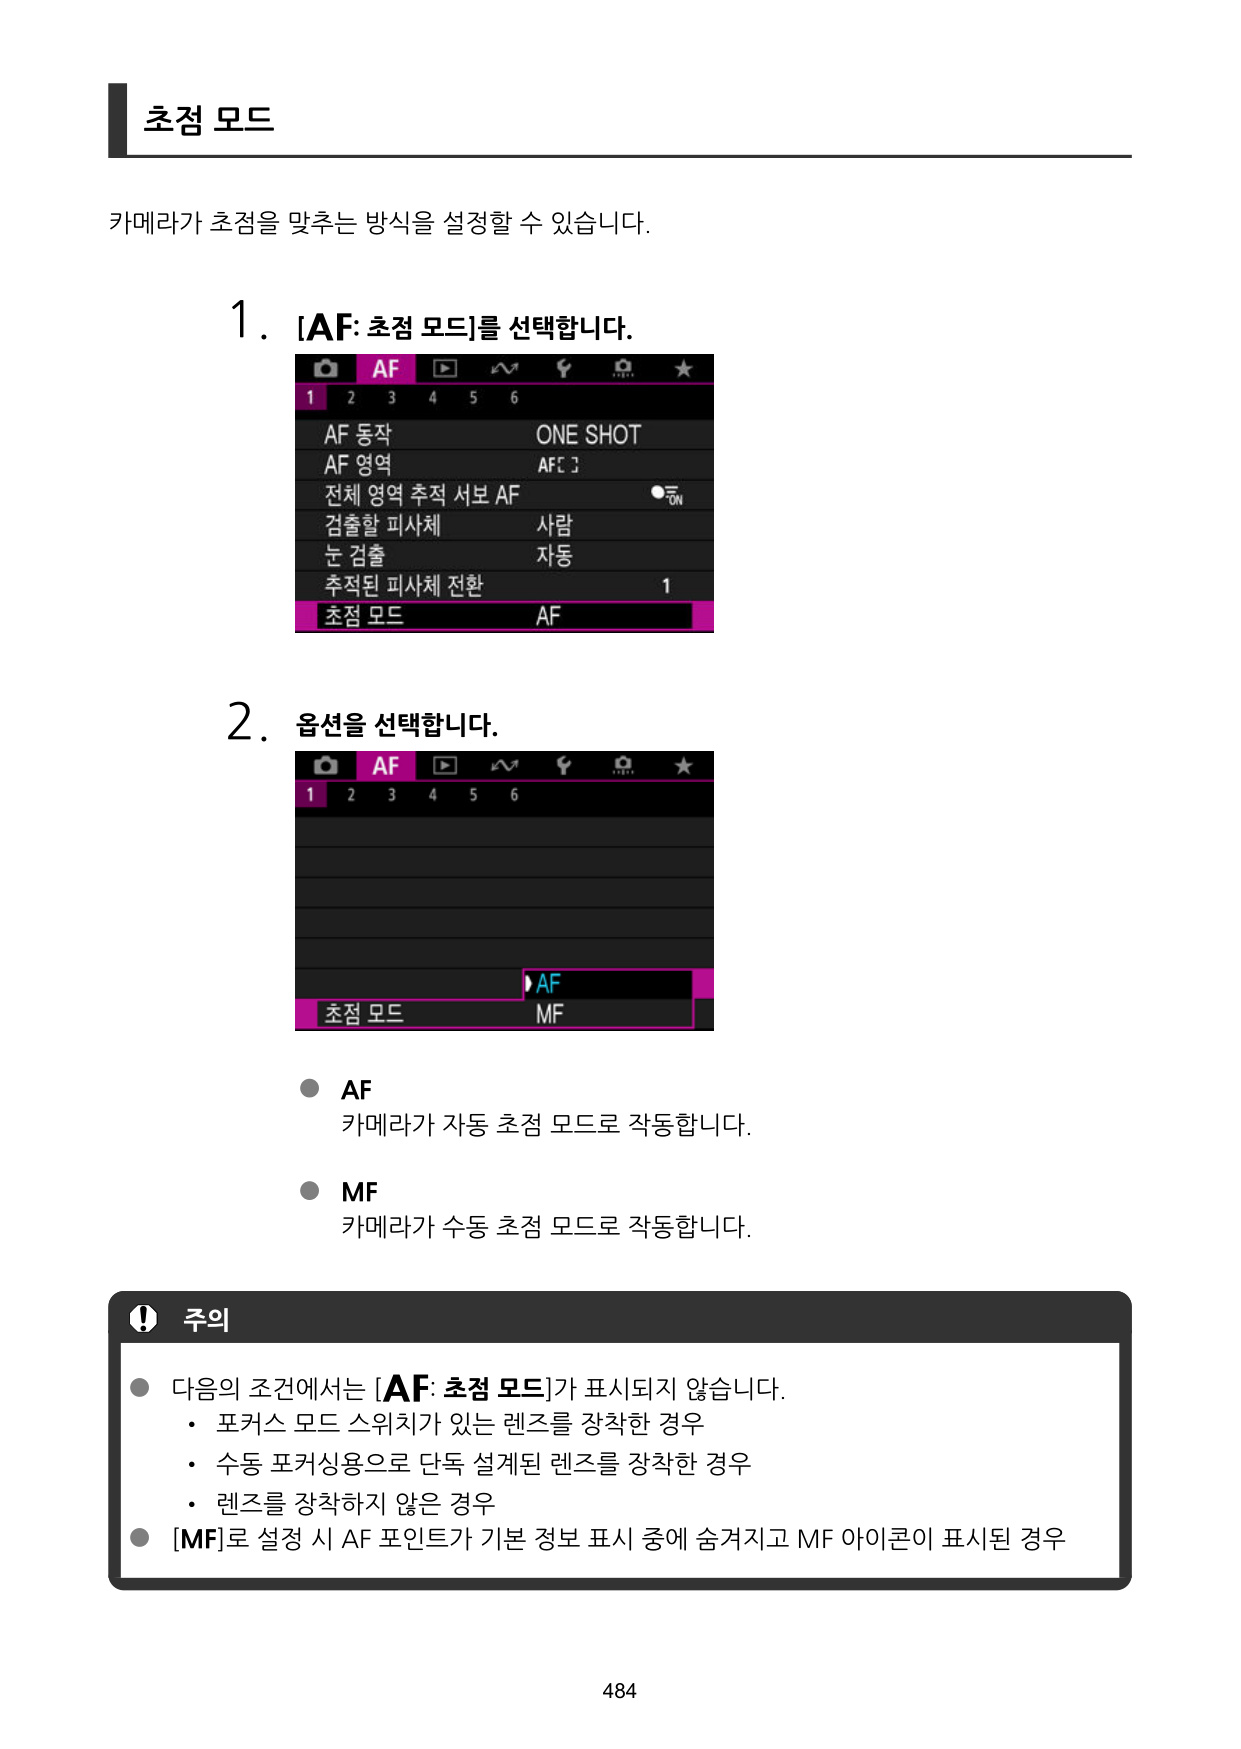 초점 모드
카메라가 초점을 맞추는 방식을 설정할 수 있습니다.
1. [AF: 초점 모드]를 선택합니다.
AF
1 2 3 4 5 6
AF 동작 ONE SHOT
AF 영역 AF[ ]
전체 영역 추적 서보 AF ON
검출할 피사체 사람
눈 검출 자동
추적된 피사체 전환 1
초점 모드 AF
2. 옵션을 선택합니다.
AF
1 2 3 4 5 6
AF
초점 모드 MF
● AF
카메라가 자동 초점 모드로 작동합니다.
● MF
카메라가 수동 초점 모드로 작동합니다.
주의
● 다음의 조건에서는 [AF: 초점 모드]가 표시되지 않습니다.
• 포커스 모드 스위치가 있는 렌즈를 장착한 경우
• 수동 포커싱용으로 단독 설계된 렌즈를 장착한 경우
• 렌즈를 장착하지 않은 경우
● [MF]로 설정 시 AF 포인트가 기본 정보 표시 중에 숨겨지고 MF 아이콘이 표시된 경우
484